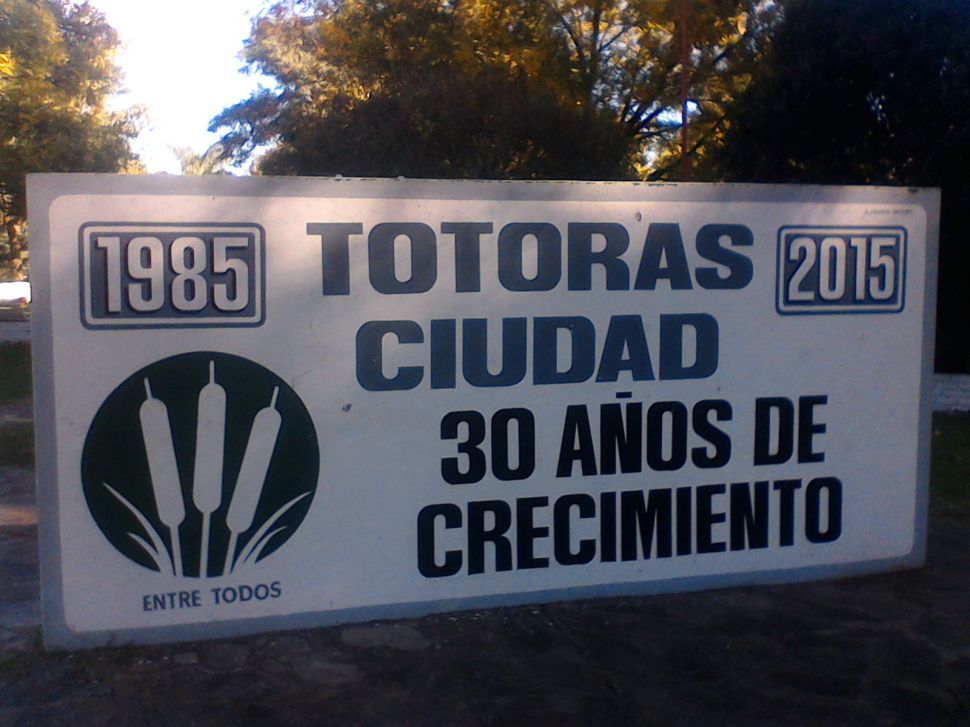 1985
TOTORAS
2015
CIUDAD
30 AÑOS DE
CRECIMIENTO
ENTRE TODOS